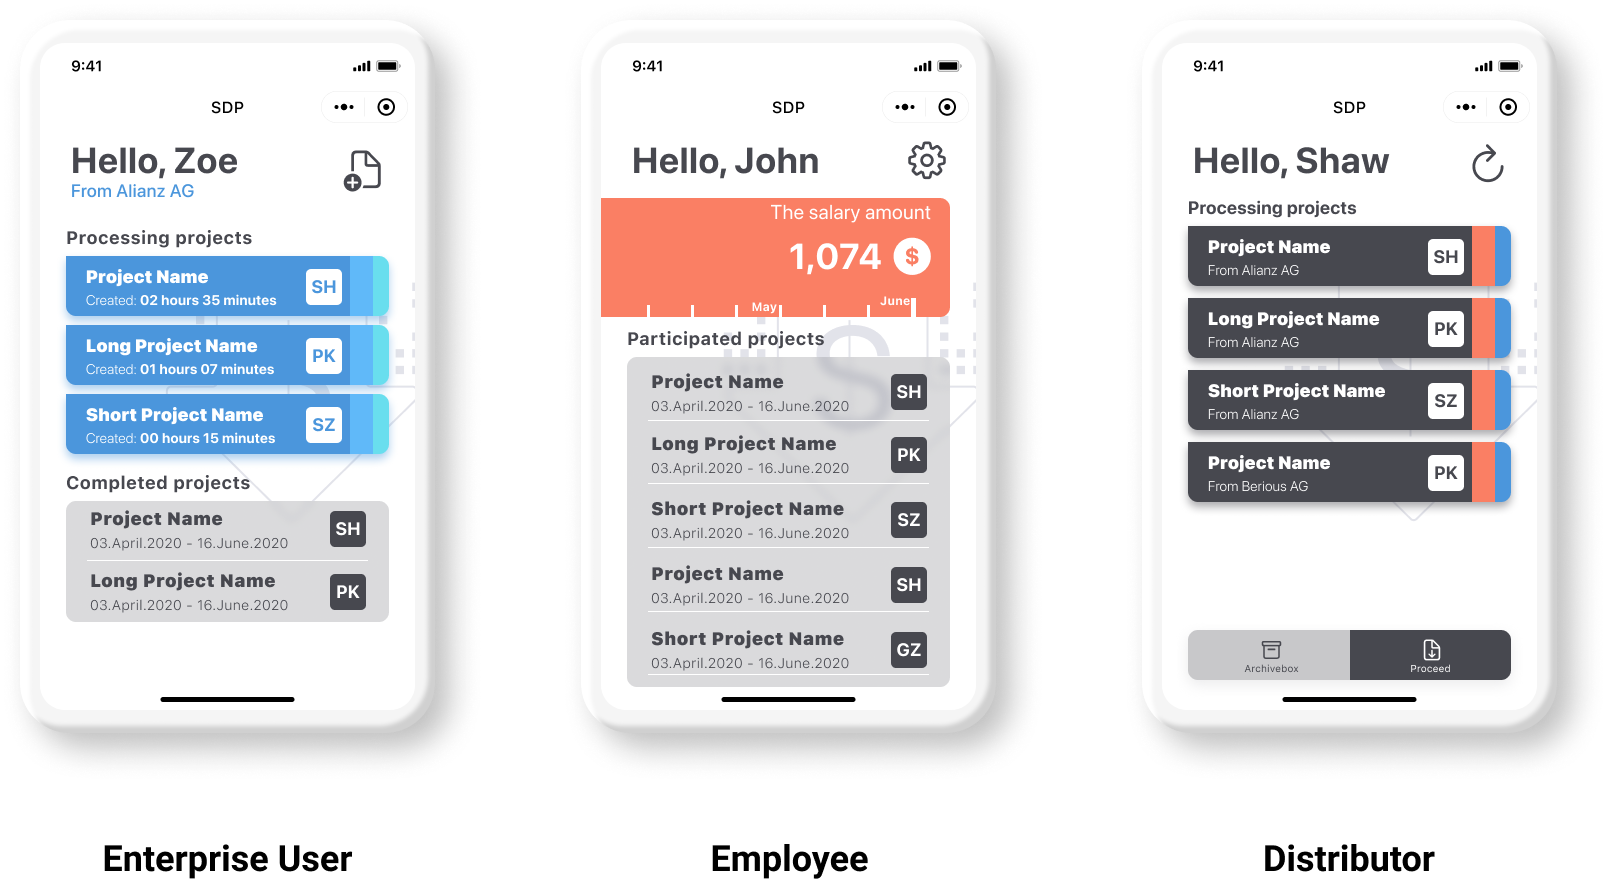 9:41
SDP
Hello, Zoe
From Alianz AG
Processing projects
Project Name
Created: 02 hours 35 minutes
SH
Long Project Name
Created: 01 hours 07 minutes
PK
Short Project Name
Created: 00 hours 15 minutes
SZ
Completed projects
Project Name
03.April.2020 - 16.June.2020
SH
Long Project Name
03.April.2020 - 16.June.2020
PK
Enterprise User
9:41
SDP
Hello, John
The salary amount
1,074 $
May
June
Participated projects
Project Name
03.April.2020 - 16.June.2020
SH
Long Project Name
03.April.2020 - 16.June.2020
PK
Short Project Name
03.April.2020 - 16.June.2020
SZ
Project Name
03.April.2020 - 16.June.2020
SH
Short Project Name
03.April.2020 - 16.June.2020
GZ
Employee
9:41
SDP
Hello, Shaw
Processing projects
Project Name
From Alianz AG
SH
Long Project Name
From Alianz AG
PK
Short Project Name
From Alianz AG
SZ
Project Name
From Berious AG
PK
Archivebox
Proceed
Distributor